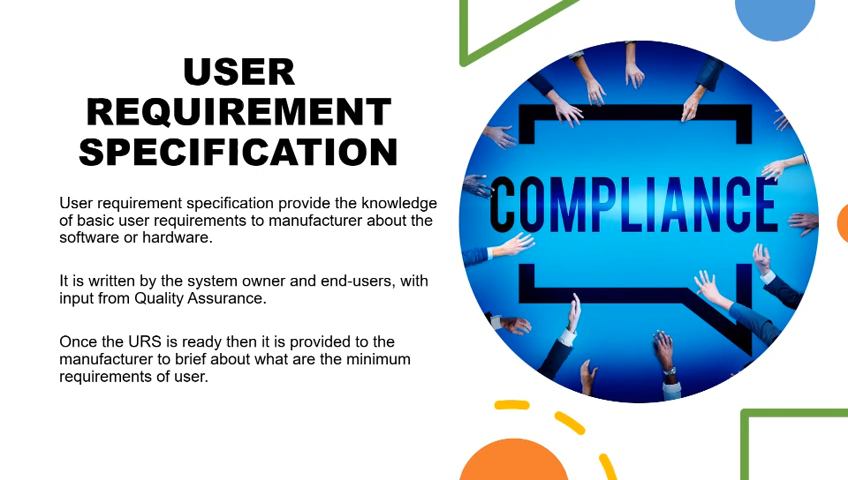 USER
REQUIREMENT
SPECIFICATION
User requirement specification provide the knowledge
of basic user requirements to manufacturer about the
software or hardware.
It is written by the system owner and end-users, with
input from Quality Assurance.
Once the URS is ready then it is provided to the
manufacturer to brief about what are the minimum
requirements of user.
COMPLIANCE